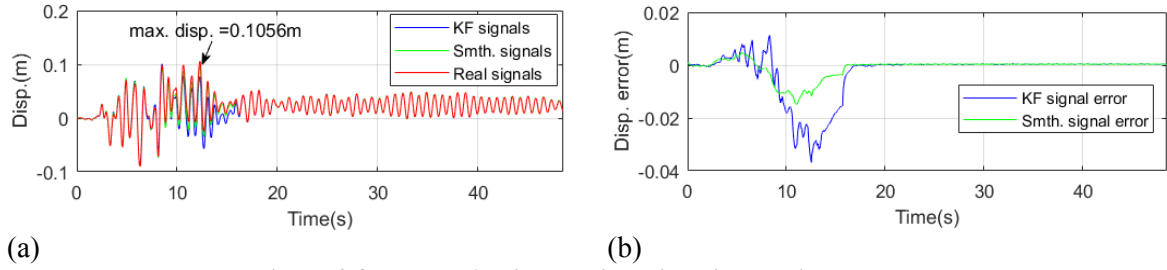 0.2
0.1
0
-0.1
Disp.(m)
max. disp. =0.1056m
KF signals
Smth. signals
Real signals
0 10 20 30 40
Time(s)
(a)
0.02
0
-0.02
-0.04
Disp. error(m)
KF signal error
Smth. signal error
0 10 20 30 40
Time(s)
(b)